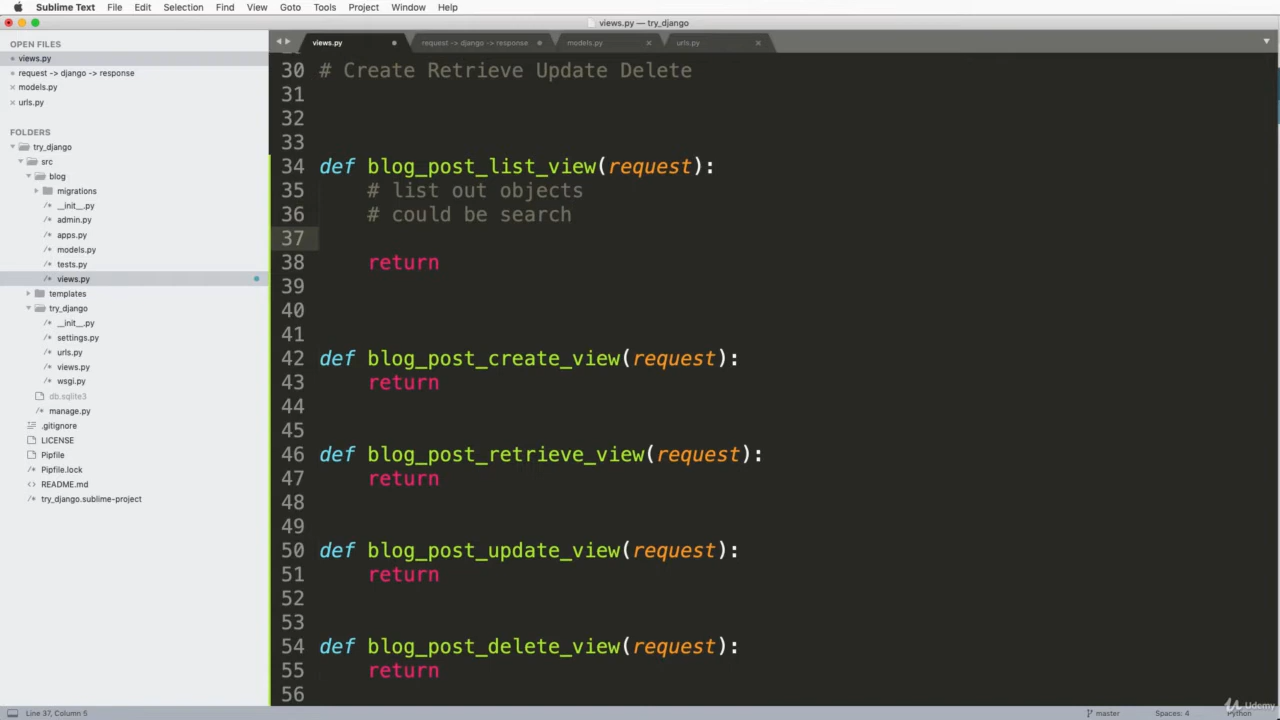 Sublime Text File Edit Selection Find View Goto Tools Project Window Help
views.py — try_django
OPEN FILES
views.py
request -> django -> response
models.py
urls.py
FOLDERS
try_django
src
blog
migrations
__init__.py
admin.py
apps.py
models.py
tests.py
views.py
templates
try_django
__init__.py
settings.py
urls.py
views.py
wsgi.py
db.sqlite3
manage.py
.gitignore
LICENSE
Pipfile
Pipfile.lock
README.md
try_django.sublime-project
views.py request -> django -> response models.py urls.py
30 # Create Retrieve Update Delete
31
32
33
34 def blog_post_list_view(request):
35 # list out objects
36 # could be search
37
38 return
39
40
41
42 def blog_post_create_view(request):
43 return
44
45
46 def blog_post_retrieve_view(request):
47 return
48
49
50 def blog_post_update_view(request):
51 return
52
53
54 def blog_post_delete_view(request):
55 return
56
Udemy
Line 37, Column 5 master Spaces: 4 Python